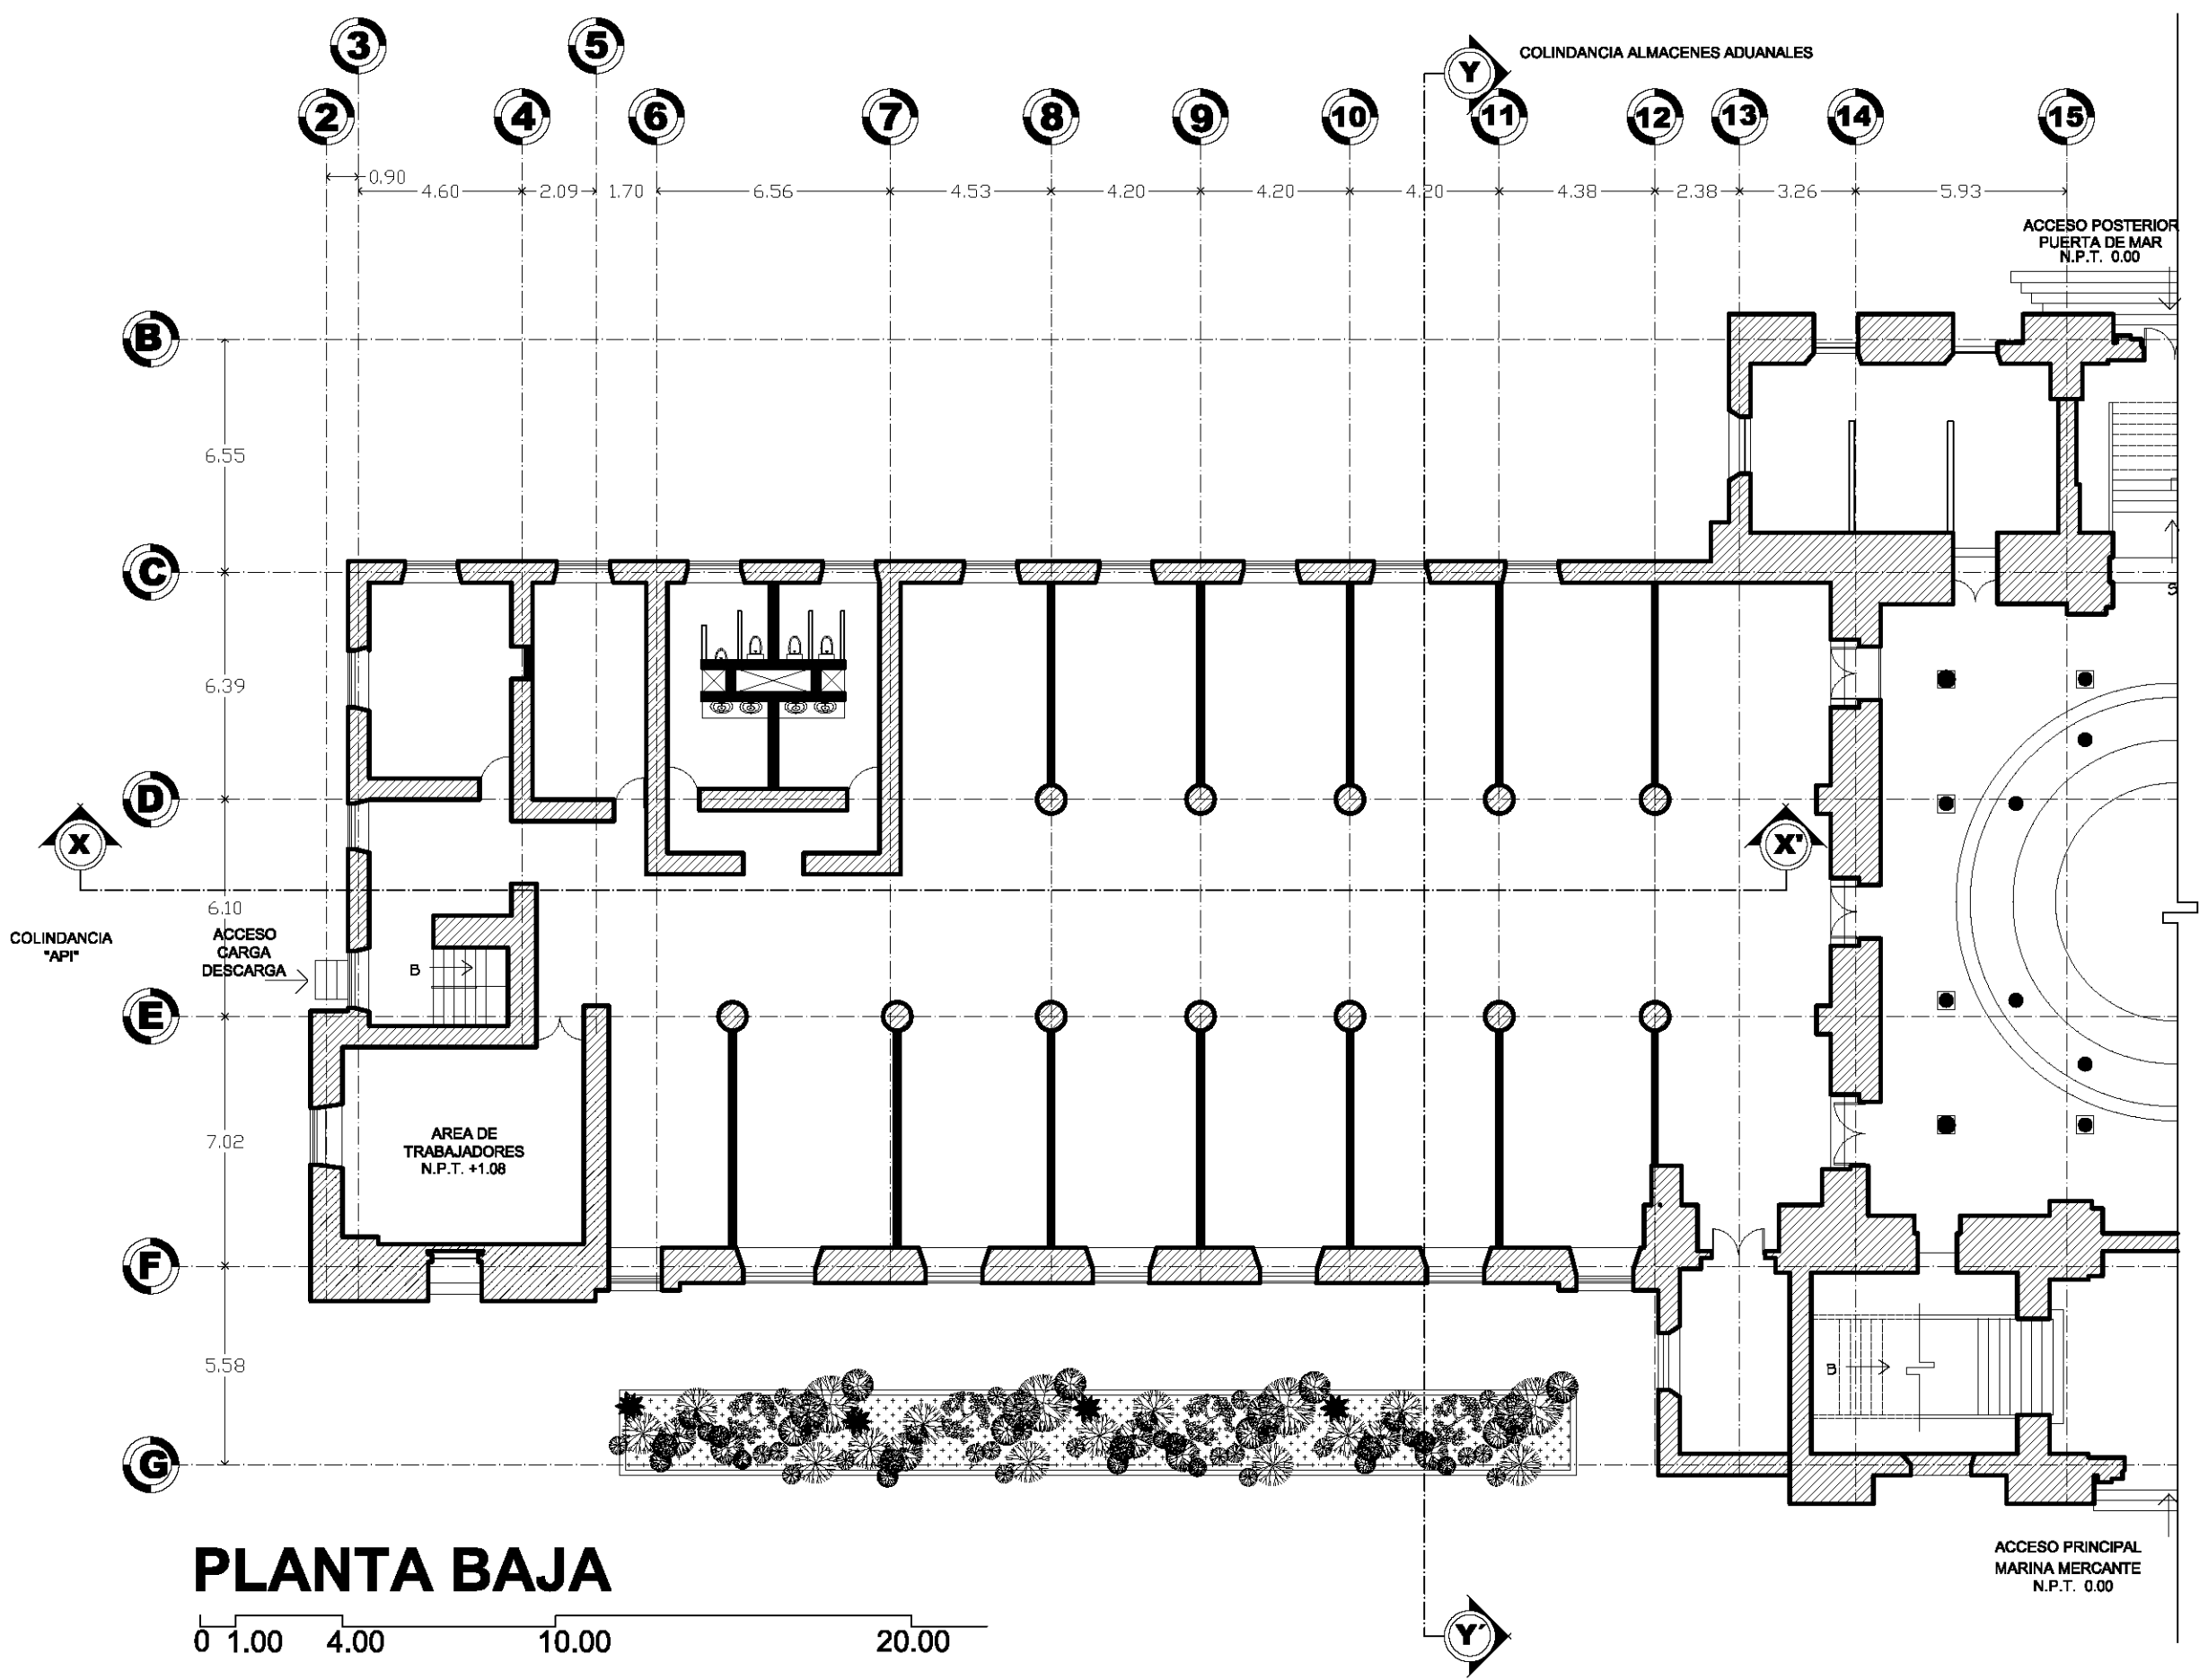 3
5
Y
COLINDANCIA ALMACENES ADUANALES
2
4
6
7
8
9
10
11
12
13
14
15
0.90
4.60
2.09
1.70
6.56
4.53
4.20
4.20
4.20
4.38
2.38
3.26
5.93
ACCESO POSTERIOR
PUERTA DE MAR
N.P.T. 0.00
B
6.55
C
S
6.39
D
X
X'
6.10
COLINDANCIA
"API"
ACCESO
CARGA
DESCARGA
B
E
7.02
AREA DE
TRABAJADORES
N.P.T. +1.08
F
5.58
B
G
ACCESO PRINCIPAL
MARINA MERCANTE
N.P.T. 0.00
PLANTA BAJA
0 1.00 4.00 10.00 20.00
Y´